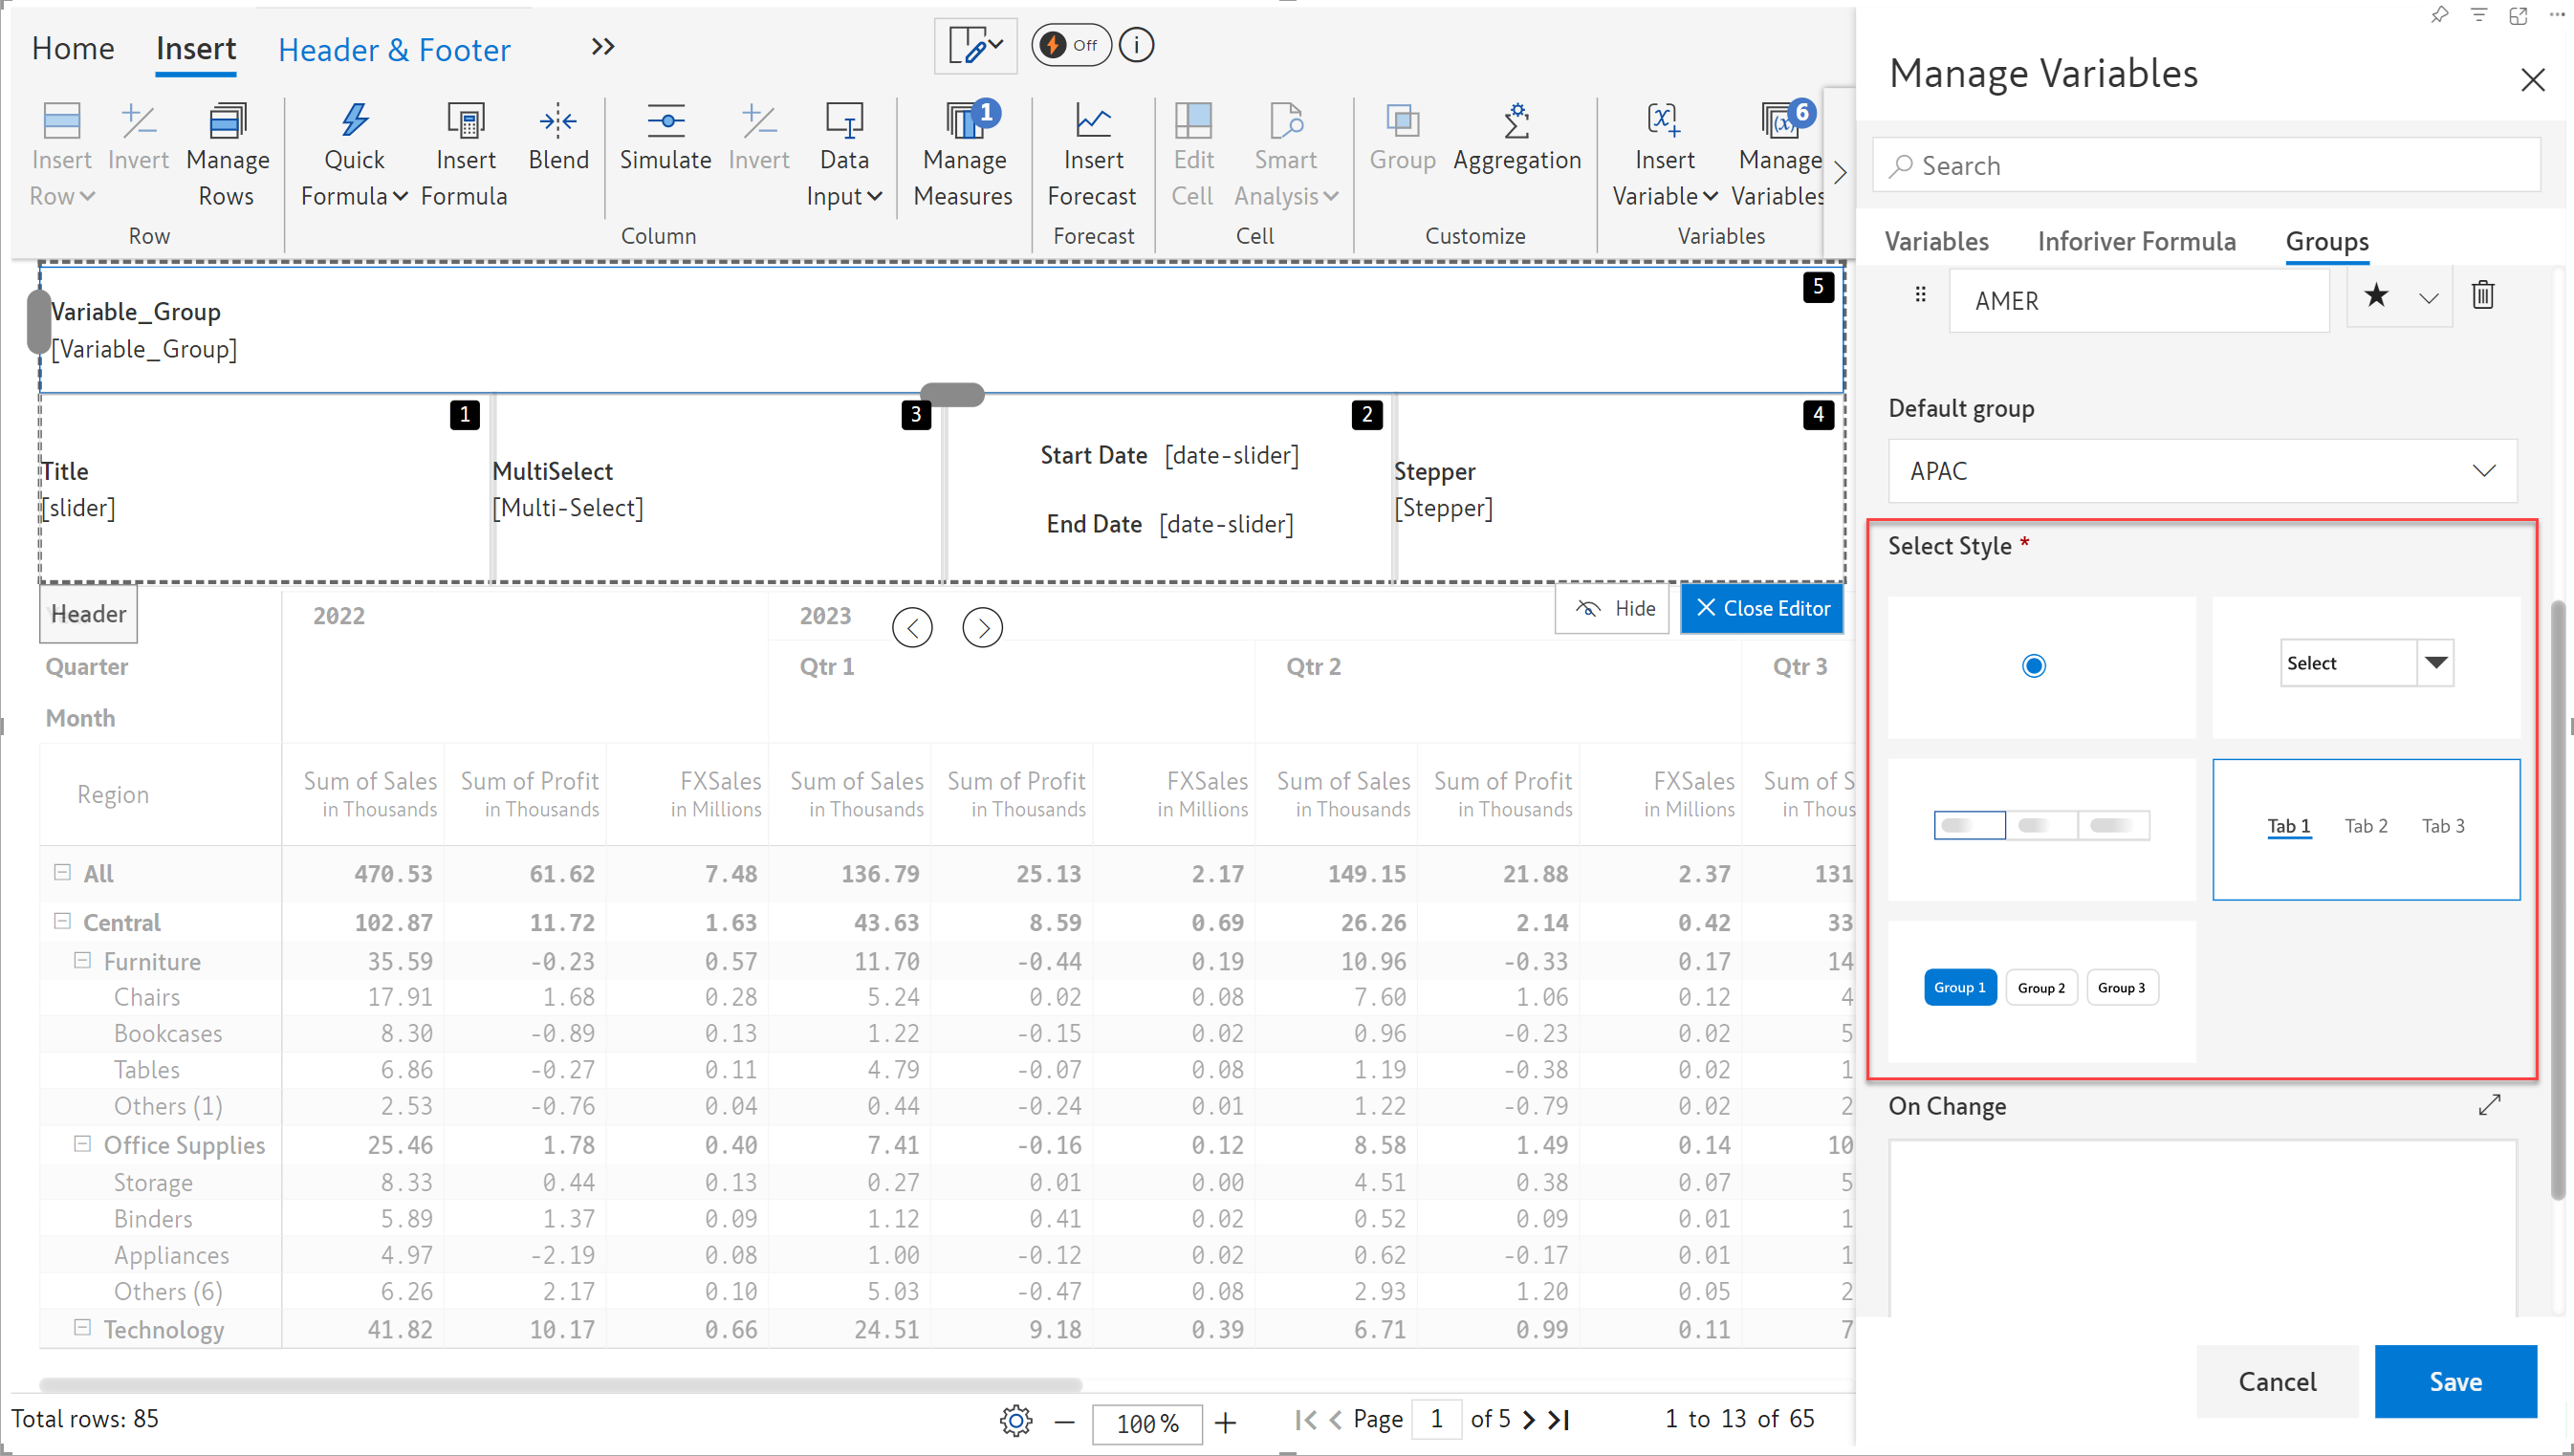 Home Insert Header & Footer Off
1 6
Insert Row Invert Manage Rows Quick Formula Insert Formula Blend Simulate Invert Data Input Manage Measures Insert Forecast Edit Cell Smart Analysis Group Aggregation Insert Variable Manage Variables
Row Column Forecast Cell Customize Variables
Variable_Group 5
[Variable_Group]
1 3 2 4
Start Date [date-slider]
Title MultiSelect Stepper
[slider] [Multi-Select] [Stepper]
End Date [date-slider]
Header 2022 2023 Hide Close Editor
Quarter Qtr 1 Qtr 2 Qtr 3
Month
Sum of Sales Sum of Profit FXSales Sum of Sales Sum of Profit FXSales Sum of Sales Sum of Profit FXSales Sum of S
Region
in Thousands in Thousands in Millions in Thousands in Thousands in Millions in Thousands in Thousands in Millions in Thous
All 470.53 61.62 7.48 136.79 25.13 2.17 149.15 21.88 2.37 131
Central 102.87 11.72 1.63 43.63 8.59 0.69 26.26 2.14 0.42 33
Furniture 35.59 -0.23 0.57 11.70 -0.44 0.19 10.96 -0.33 0.17 14
Chairs 17.91 1.68 0.28 5.24 0.02 0.08 7.60 1.06 0.12 4
Bookcases 8.30 -0.89 0.13 1.22 -0.15 0.02 0.96 -0.23 0.02 5
Tables 6.86 -0.27 0.11 4.79 -0.07 0.08 1.19 -0.38 0.02 1
Others (1) 2.53 -0.76 0.04 0.44 -0.24 0.01 1.22 -0.79 0.02 2
Office Supplies 25.46 1.78 0.40 7.41 -0.16 0.12 8.58 1.49 0.14 10
Storage 8.33 0.44 0.13 0.27 0.01 0.00 4.51 0.38 0.07 5
Binders 5.89 1.37 0.09 1.12 0.41 0.02 0.52 0.09 0.01 1
Appliances 4.97 -2.19 0.08 1.00 -0.12 0.02 0.62 -0.17 0.01 1
Others (6) 6.26 2.17 0.10 5.03 -0.47 0.08 2.93 1.20 0.05 2
Technology 41.82 10.17 0.66 24.51 9.18 0.39 6.71 0.99 0.11 7
Total rows: 85 100% Page 1 of 5 1 to 13 of 65
Manage Variables
Search
Variables Inforiver Formula Groups
AMER
Default group
APAC
Select Style *
Select
Tab 1 Tab 2 Tab 3
Group 1 Group 2 Group 3
On Change
Cancel Save